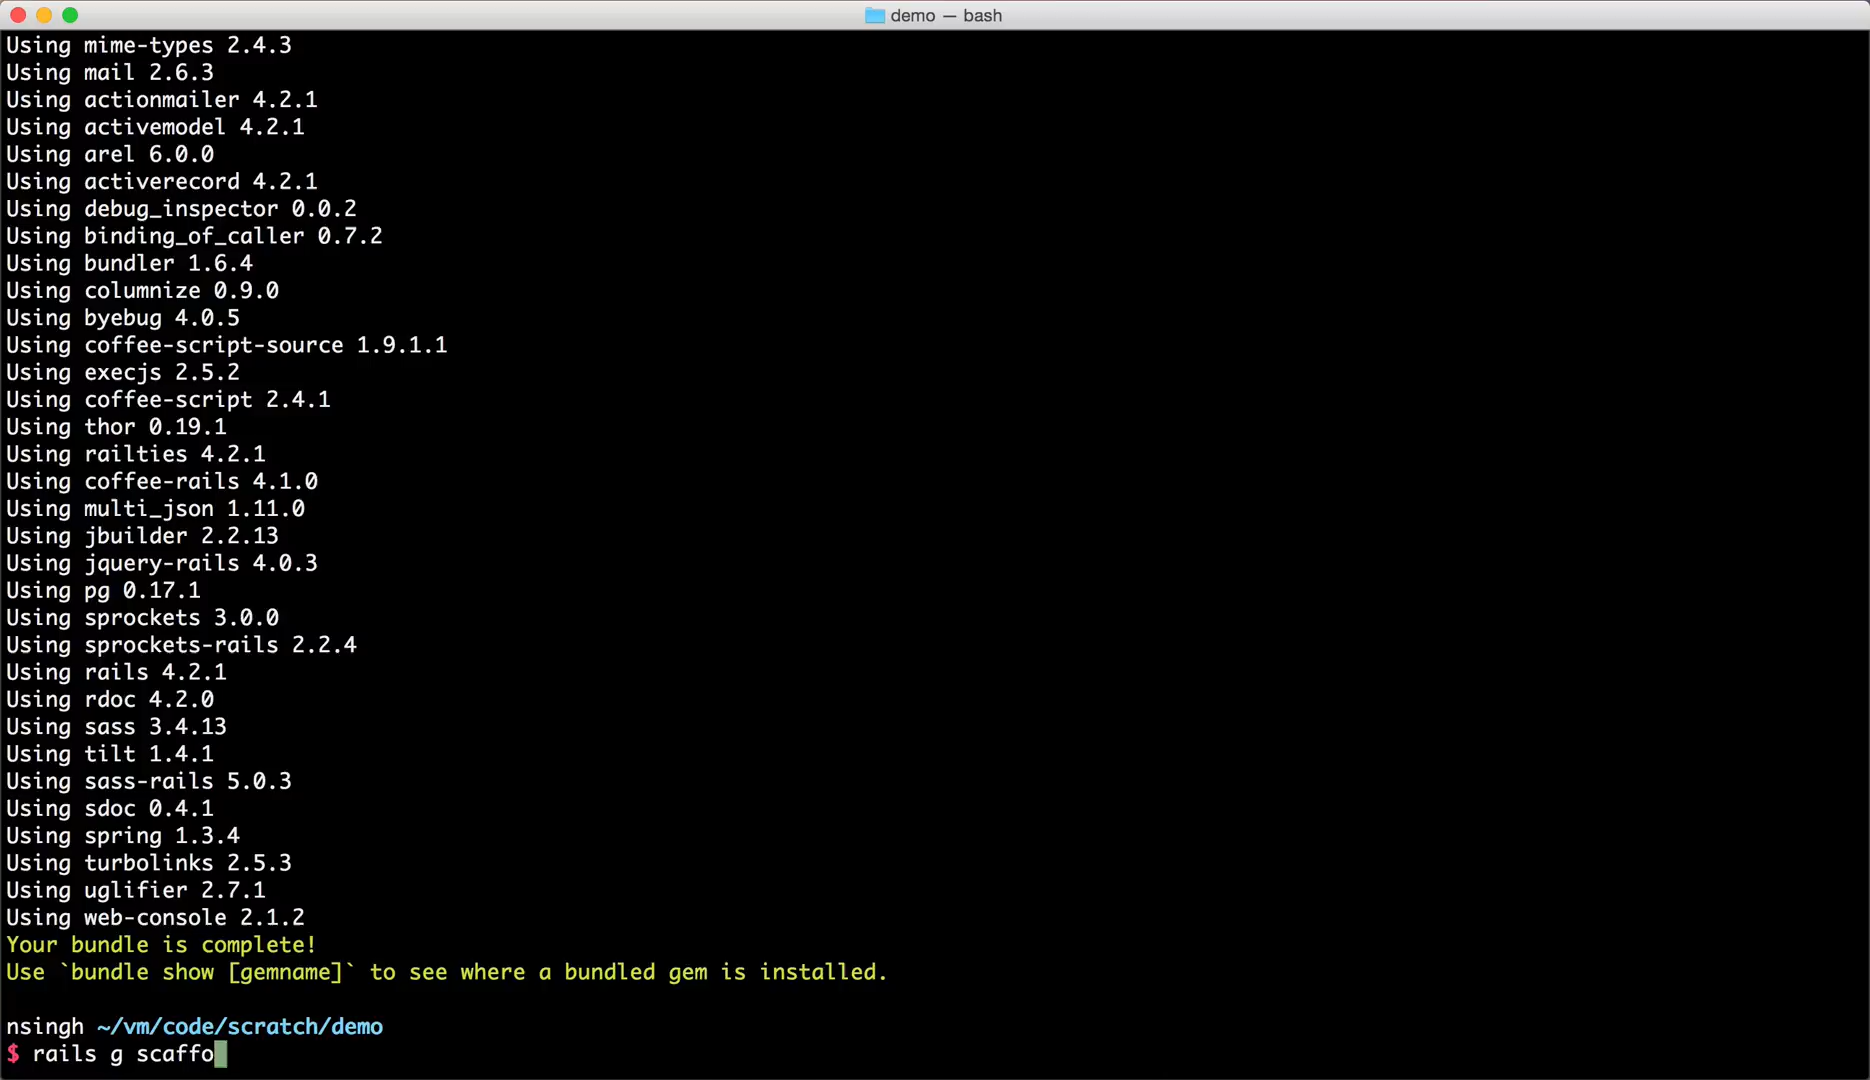 demo — bash
Using mime-types 2.4.3
Using mail 2.6.3
Using actionmailer 4.2.1
Using activemodel 4.2.1
Using arel 6.0.0
Using activerecord 4.2.1
Using debug_inspector 0.0.2
Using binding_of_caller 0.7.2
Using bundler 1.6.4
Using columnize 0.9.0
Using byebug 4.0.5
Using coffee-script-source 1.9.1.1
Using execjs 2.5.2
Using coffee-script 2.4.1
Using thor 0.19.1
Using railties 4.2.1
Using coffee-rails 4.1.0
Using multi_json 1.11.0
Using jbuilder 2.2.13
Using jquery-rails 4.0.3
Using pg 0.17.1
Using sprockets 3.0.0
Using sprockets-rails 2.2.4
Using rails 4.2.1
Using rdoc 4.2.0
Using sass 3.4.13
Using tilt 1.4.1
Using sass-rails 5.0.3
Using sdoc 0.4.1
Using spring 1.3.4
Using turbolinks 2.5.3
Using uglifier 2.7.1
Using web-console 2.1.2
Your bundle is complete!
Use `bundle show [gemname]` to see where a bundled gem is installed.
nsingh ~/vm/code/scratch/demo
$ rails g scaffo